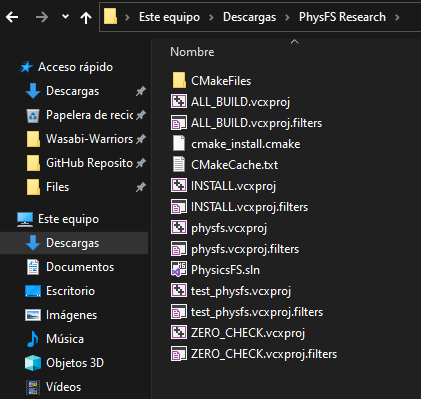 Este equipo > Descargas > PhysFS Research >
Nombre
Acceso rápido
Descargas
Papelera de recic
Wasabi-Warriors
GitHub Reposito
Files
Este equipo
Descargas
Documentos
Escritorio
Imágenes
Música
Objetos 3D
Vídeos
CMakeFiles
ALL_BUILD.vcxproj
ALL_BUILD.vcxproj.filters
cmake_install.cmake
CMakeCache.txt
INSTALL.vcxproj
INSTALL.vcxproj.filters
physfs.vcxproj
physfs.vcxproj.filters
PhysicsFS.sln
test_physfs.vcxproj
test_physfs.vcxproj.filters
ZERO_CHECK.vcxproj
ZERO_CHECK.vcxproj.filters